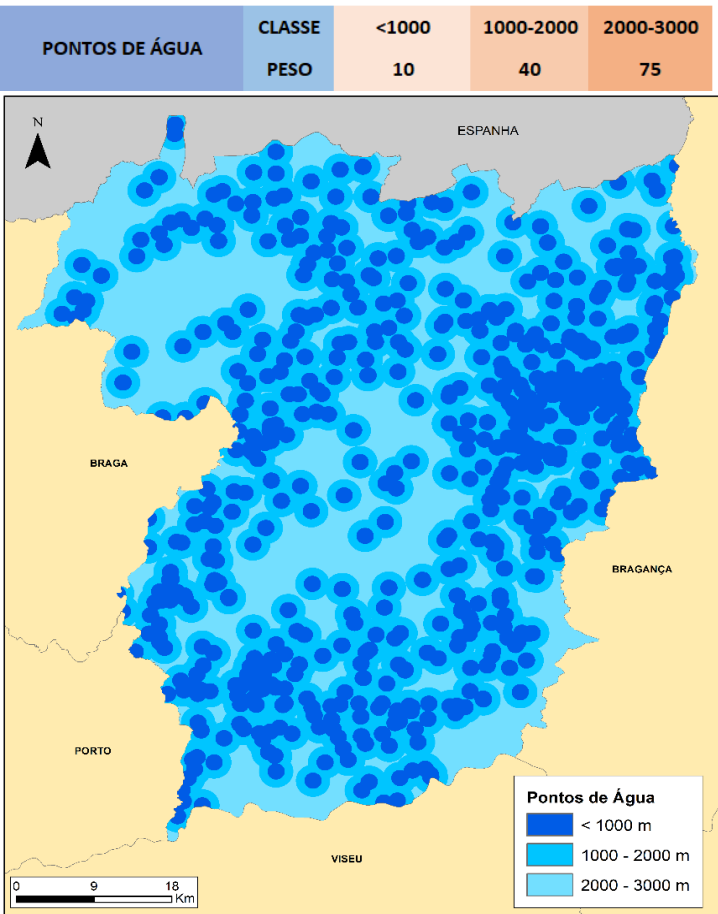 PONTOS DE ÁGUA
CLASSE <1000 1000-2000 2000-3000
PESO 10 40 75
N
ESPANHA
BRAGA
BRAGANÇA
PORTO
VISEU
Pontos de Água
< 1000 m
1000 - 2000 m
2000 - 3000 m
0 9 18
Km